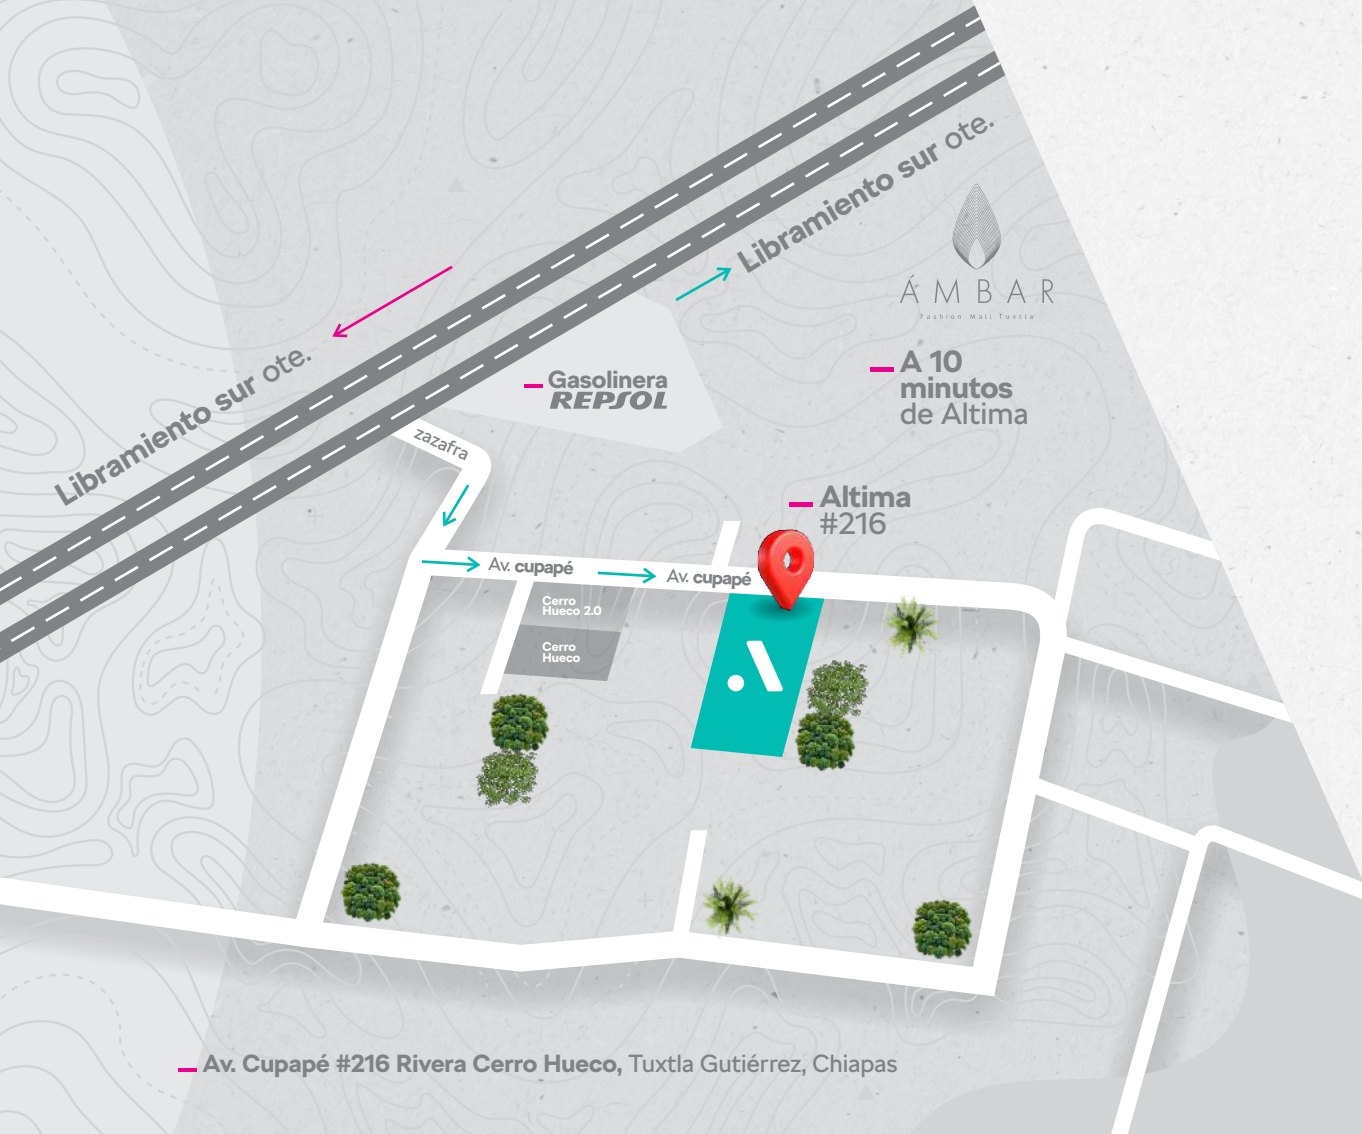 Libramiento sur ote.
ÁMBAR
Fashion Mall Tuxtla
Libramiento sur ote.
A 10
minutos
de Altima
Gasolinera
REPSOL
zazafra
Altima
#216
Av. cupapé
Av. cupapé
Cerro
Hueco 2.0
Cerro
Hueco
Av. Cupapé #216 Rivera Cerro Hueco, Tuxtla Gutiérrez, Chiapas